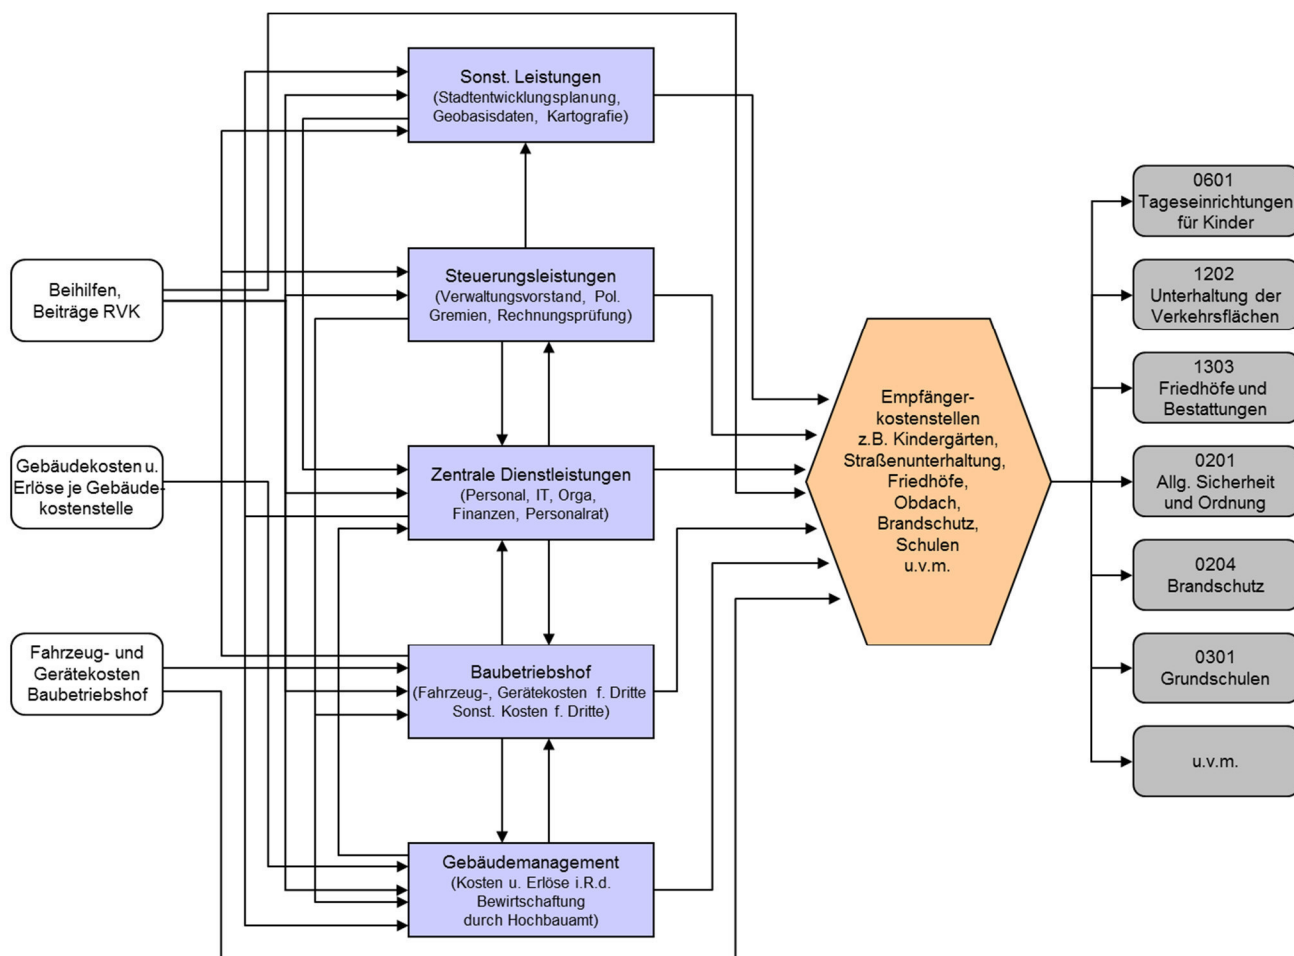 Beihilfen,
Beiträge RVK
Gebäudekosten u.
Erlöse je Gebäude-
kostenstelle
Fahrzeug- und
Gerätekosten
Baubetriebshof
Sonst. Leistungen
(Stadtentwicklungsplanung,
Geobasisdaten, Kartografie)
Steuerungsleistungen
(Verwaltungsvorstand, Pol.
Gremien, Rechnungsprüfung)
Zentrale Dienstleistungen
(Personal, IT, Orga,
Finanzen, Personalrat)
Baubetriebshof
(Fahrzeug-, Gerätekosten f. Dritte
Sonst. Kosten f. Dritte)
Gebäudemanagement
(Kosten u. Erlöse i.R.d.
Bewirtschaftung
durch Hochbauamt)
Empfänger-
kostenstellen
z.B. Kindergärten,
Straßenunterhaltung,
Friedhöfe,
Obdach,
Brandschutz,
Schulen
u.v.m.
0601
Tageseinrichtungen
für Kinder
1202
Unterhaltung der
Verkehrsflächen
1303
Friedhöfe und
Bestattungen
0201
Allg. Sicherheit
und Ordnung
0204
Brandschutz
0301
Grundschulen
u.v.m.